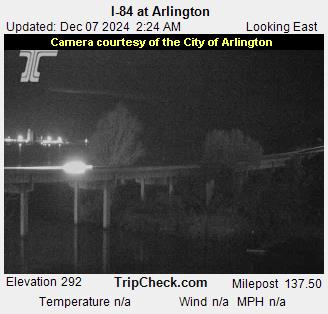 I-84 at Arlington
Updated: Dec 07 2024 2:24 AM Looking East
Camera courtesy of the City of Arlington
Elevation 292 TripCheck.com Milepost 137.50
Temperature n/a Wind n/a MPH n/a